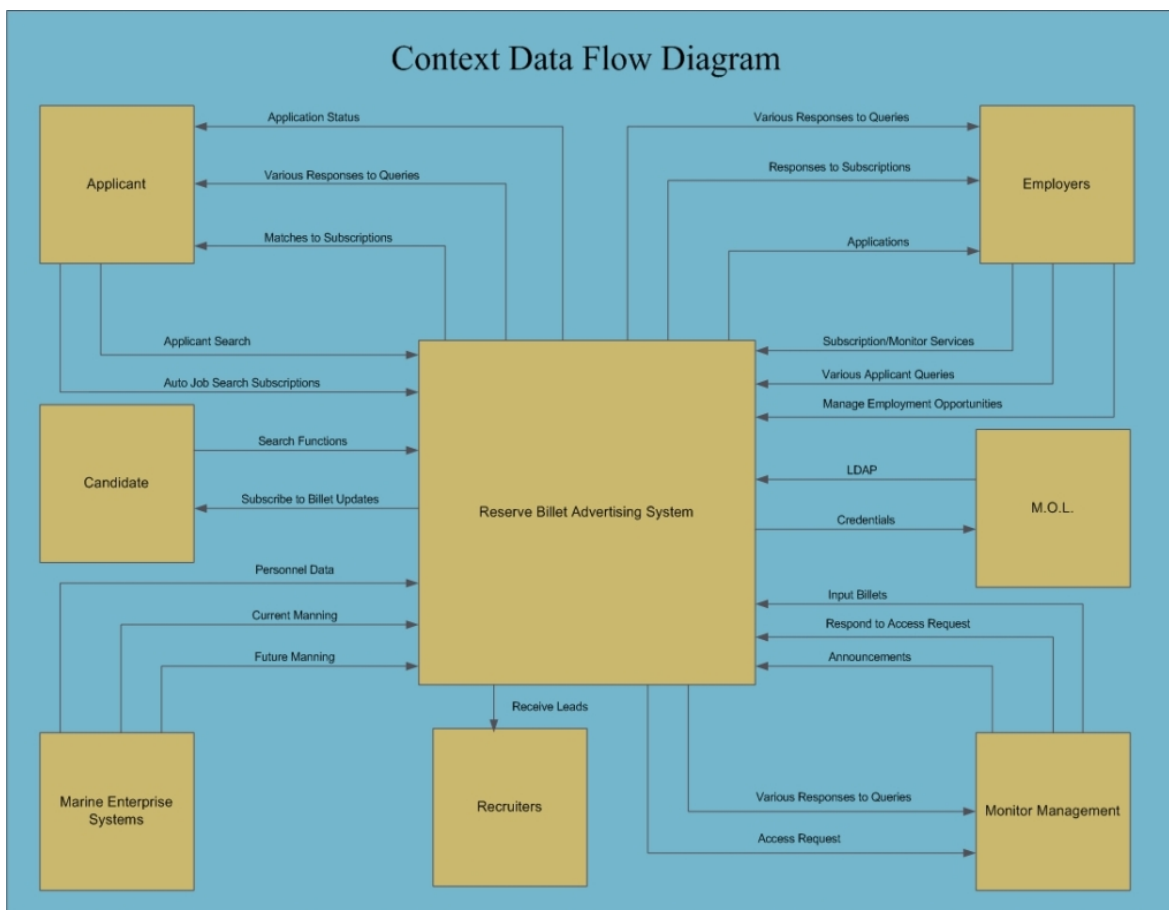 Context Data Flow Diagram
Application Status
Various Responses to Queries
Matches to Subscriptions
Applicant
Various Responses to Queries
Responses to Subscriptions
Applications
Employers
Applicant Search
Auto Job Search Subscriptions
Subscription/Monitor Services
Various Applicant Queries
Manage Employment Opportunities
Candidate
Search Functions
Subscribe to Billet Updates
Reserve Billet Advertising System
LDAP
Credentials
M.O.L.
Personnel Data
Current Manning
Future Manning
Input Billets
Respond to Access Request
Announcements
Marine Enterprise
Systems
Receive Leads
Recruiters
Various Responses to Queries
Access Request
Monitor Management